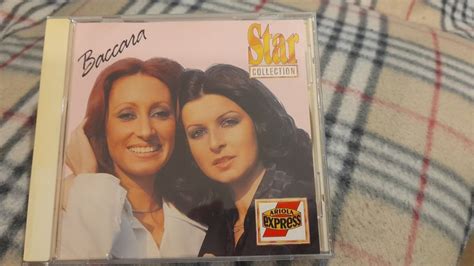 Baccara
Star
COLLECTION
ARIOLA
express